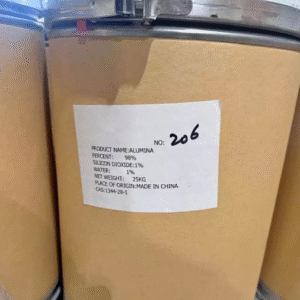 NO: 206
PRODUCT NAME:ALUMINA
PERCENT: 98%
SILICON DIOXIDE:1%
WATER: 1%
NET WEIGHT: 25KG
PLACE OF ORIGIN:MADE IN CHINA
CAS:1344-28-1